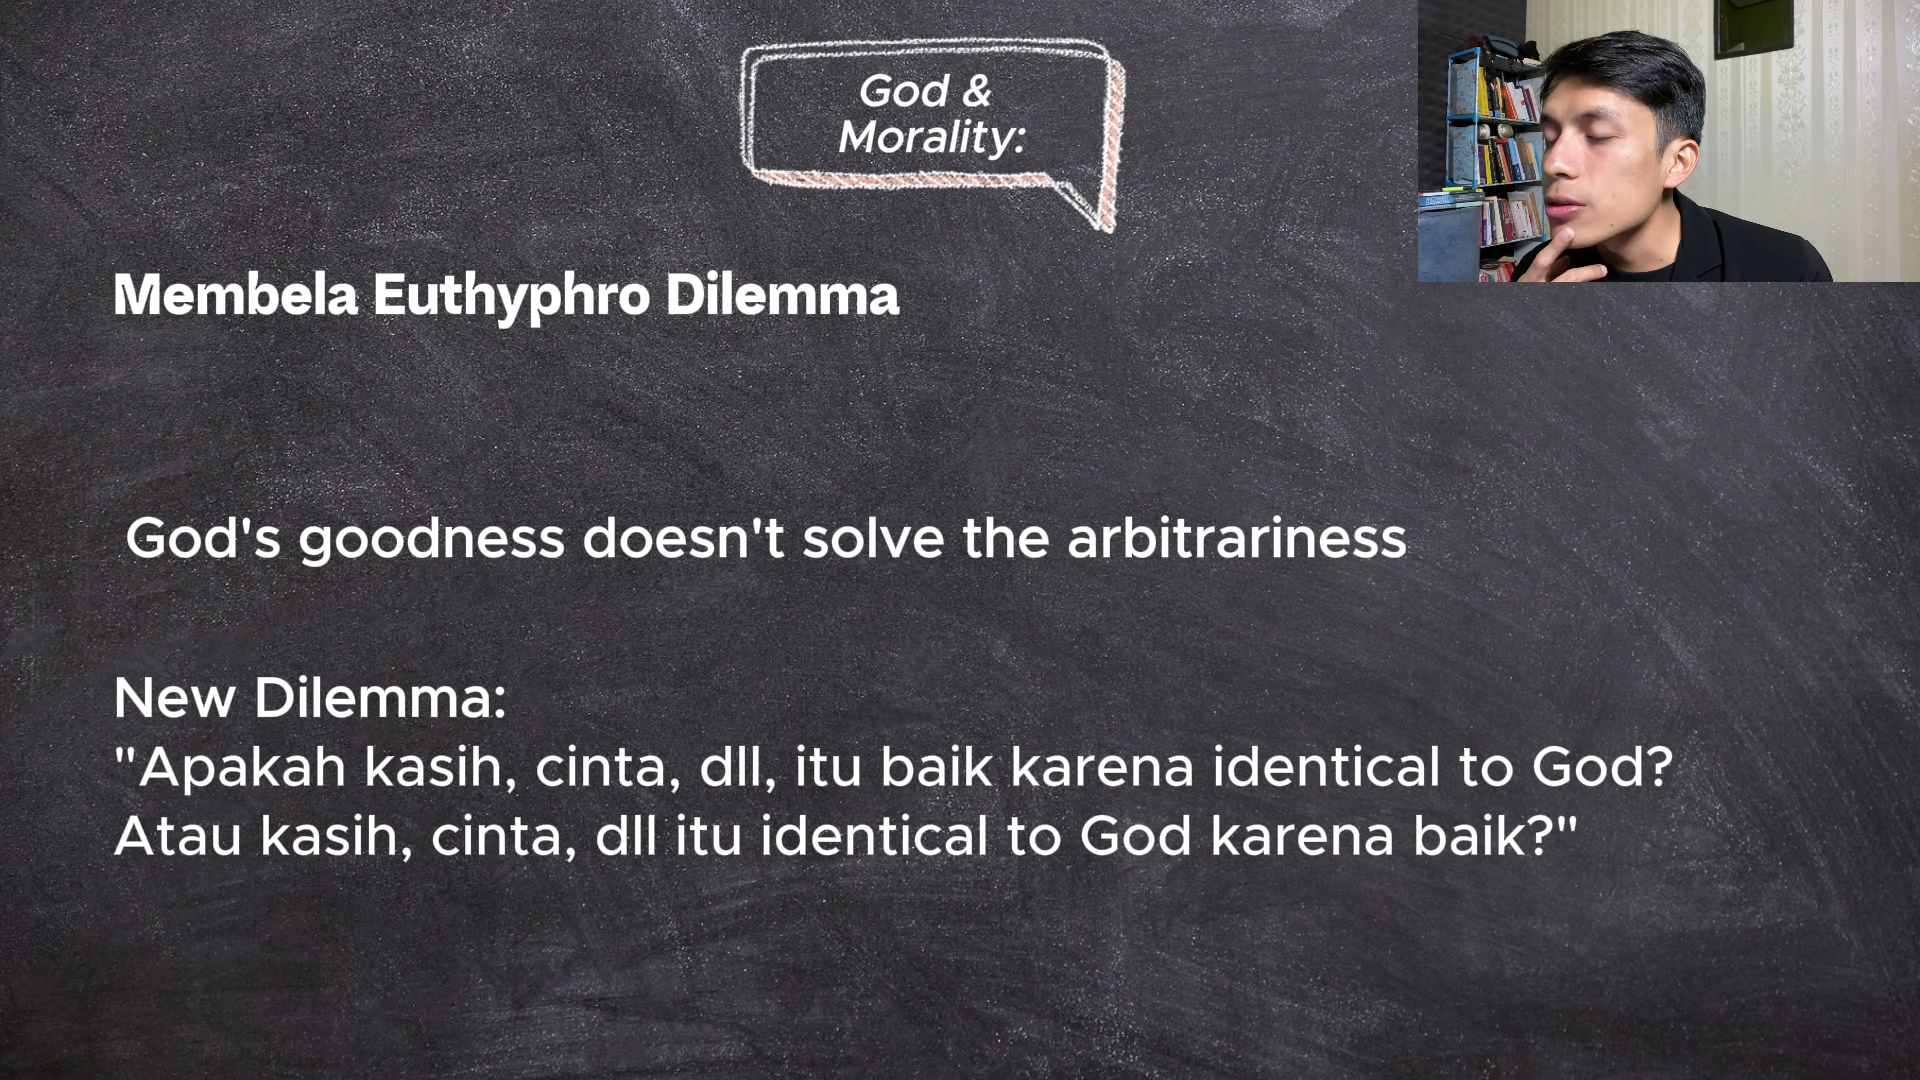 God &
Morality:
Membela Euthyphro Dilemma
God's goodness doesn't solve the arbitrariness
New Dilemma:
"Apakah kasih, cinta, dll, itu baik karena identical to God?
Atau kasih, cinta, dll itu identical to God karena baik?"